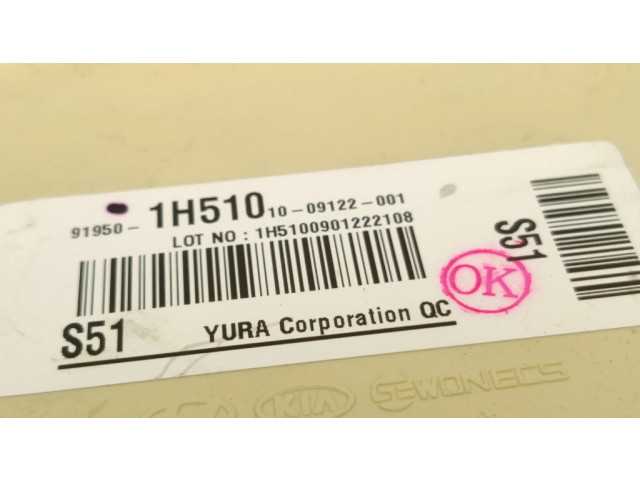 91950- 1H510 10-09122-001
LOT NO : 1H5100901222108
S51 YURA Corporation QC
S51
OK
KIA SEWONECS